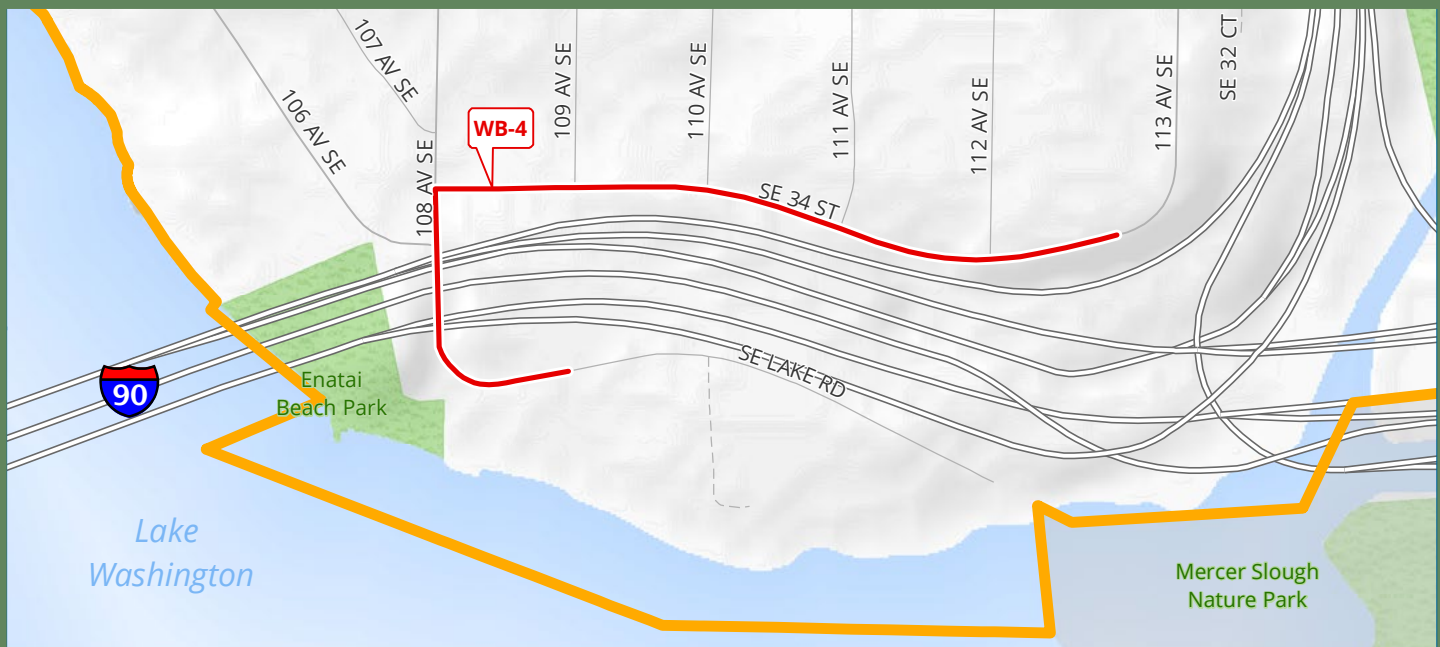 107 AV SE
106 AV SE
108 AV SE
WB-4
109 AV SE
110 AV SE
111 AV SE
112 AV SE
113 AV SE
SE 32 CT
SE 34 ST
SE LAKE RD
90
Enatai
Beach Park
Lake
Washington
Mercer Slough
Nature Park